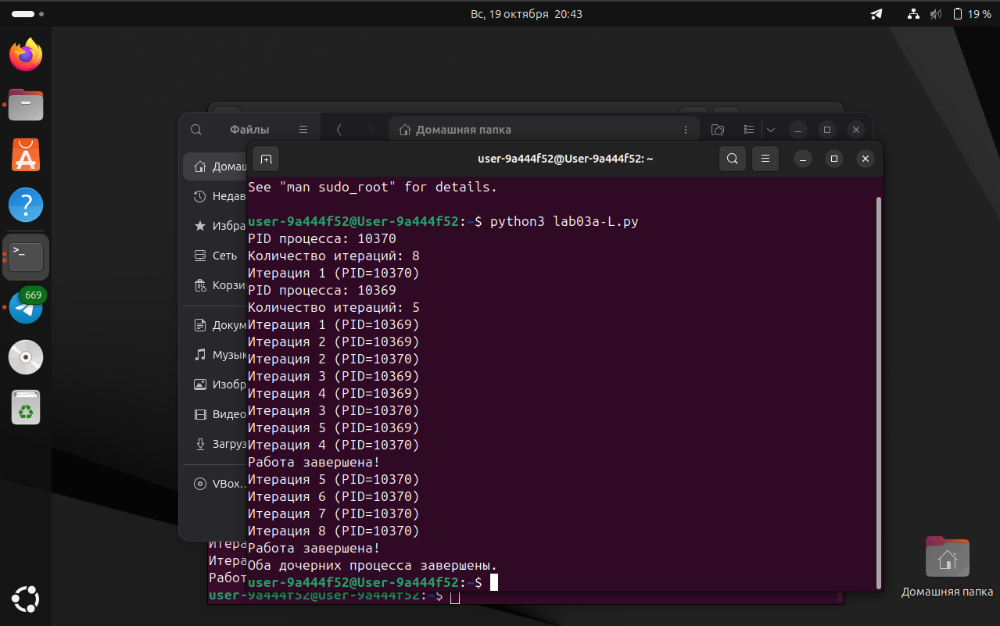 Вс, 19 октября 20:43
19 %
Файлы
Домашняя папка
user-9a444f52@User-9a444f52: ~
Домаш
Недав
Избра
Сеть
Корзи
Докум
Музык
Изобр
Видео
Загруз
VBox…
669
See "man sudo_root" for details.
user-9a444f52@User-9a444f52:~$ python3 lab03a-L.py
PID процесса: 10370
Количество итераций: 8
Итерация 1 (PID=10370)
PID процесса: 10369
Количество итераций: 5
Итерация 1 (PID=10369)
Итерация 2 (PID=10369)
Итерация 2 (PID=10370)
Итерация 3 (PID=10369)
Итерация 4 (PID=10369)
Итерация 3 (PID=10370)
Итерация 5 (PID=10369)
Итерация 4 (PID=10370)
Работа завершена!
Итерация 5 (PID=10370)
Итерация 6 (PID=10370)
Итерация 7 (PID=10370)
Итерация 8 (PID=10370)
Работа завершена!
Оба дочерних процесса завершены.
user-9a444f52@User-9a444f52:~$
Итера
Итера
Работ
user-9a444f52@User-9a444f52:~$
Домашняя папка